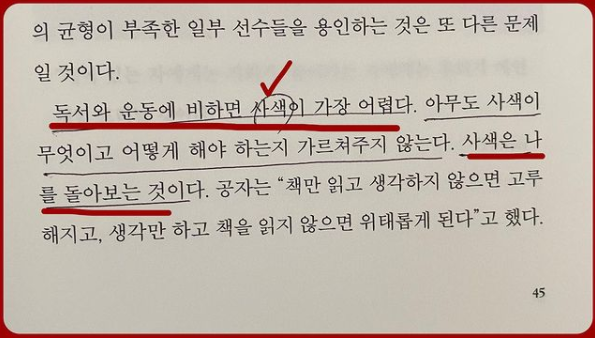 의 균형이 부족한 일부 선수들을 용인하는 것은 또 다른 문제
일 것이다.
독서와 운동에 비하면 사색이 가장 어렵다. 아무도 사색이
무엇이고 어떻게 해야 하는지 가르쳐주지 않는다. 사색은 나
를 돌아보는 것이다. 공자는 “책만 읽고 생각하지 않으면 고루
해지고, 생각만 하고 책을 읽지 않으면 위태롭게 된다”고 했다.
45